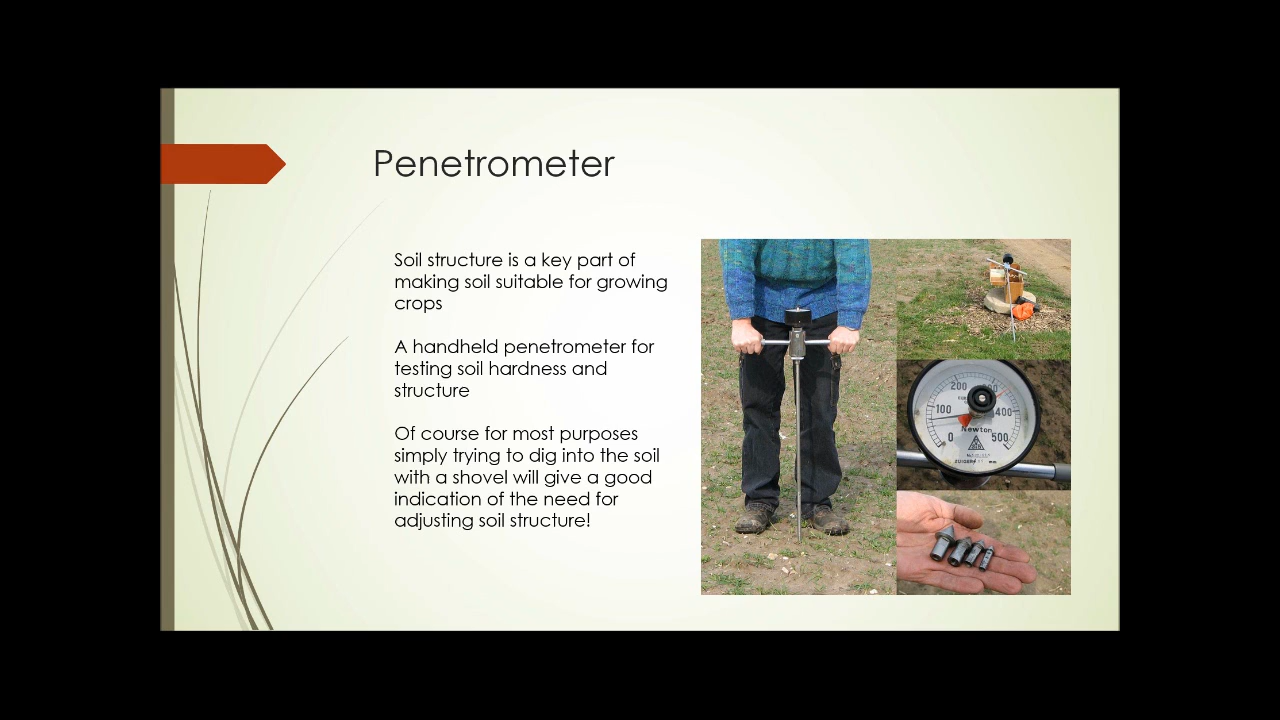 Penetrometer
Soil structure is a key part of
making soil suitable for growing
crops
A handheld penetrometer for
testing soil hardness and
structure
Of course for most purposes
simply trying to dig into the soil
with a shovel will give a good
indication of the need for
adjusting soil structure!
200
100
400
Newton
0
500